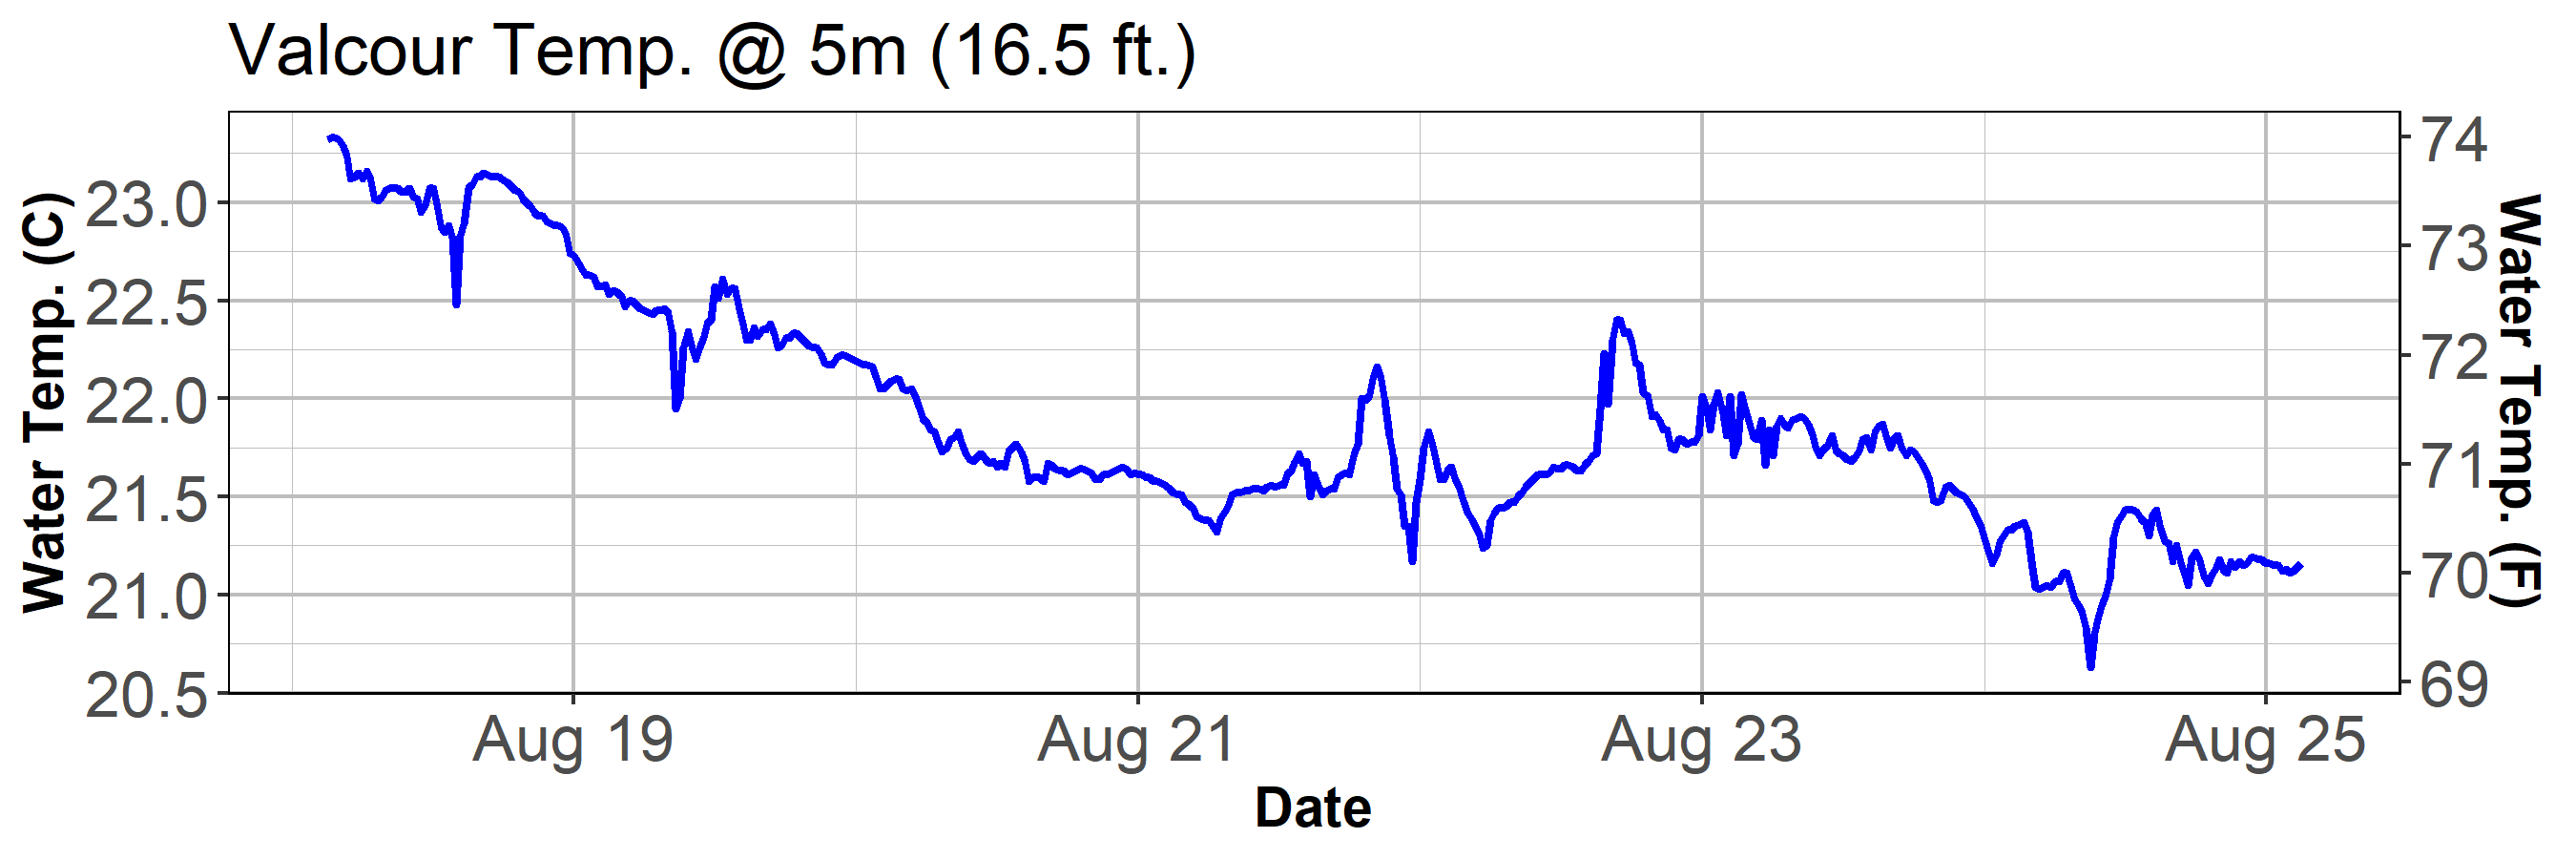 Valcour Temp. @ 5m (16.5 ft.)
Water Temp. (C)
23.0
22.5
22.0
21.5
21.0
20.5
74
73
72
71
70
69
Water Temp. (F)
Aug 19 Aug 21 Aug 23 Aug 25
Date